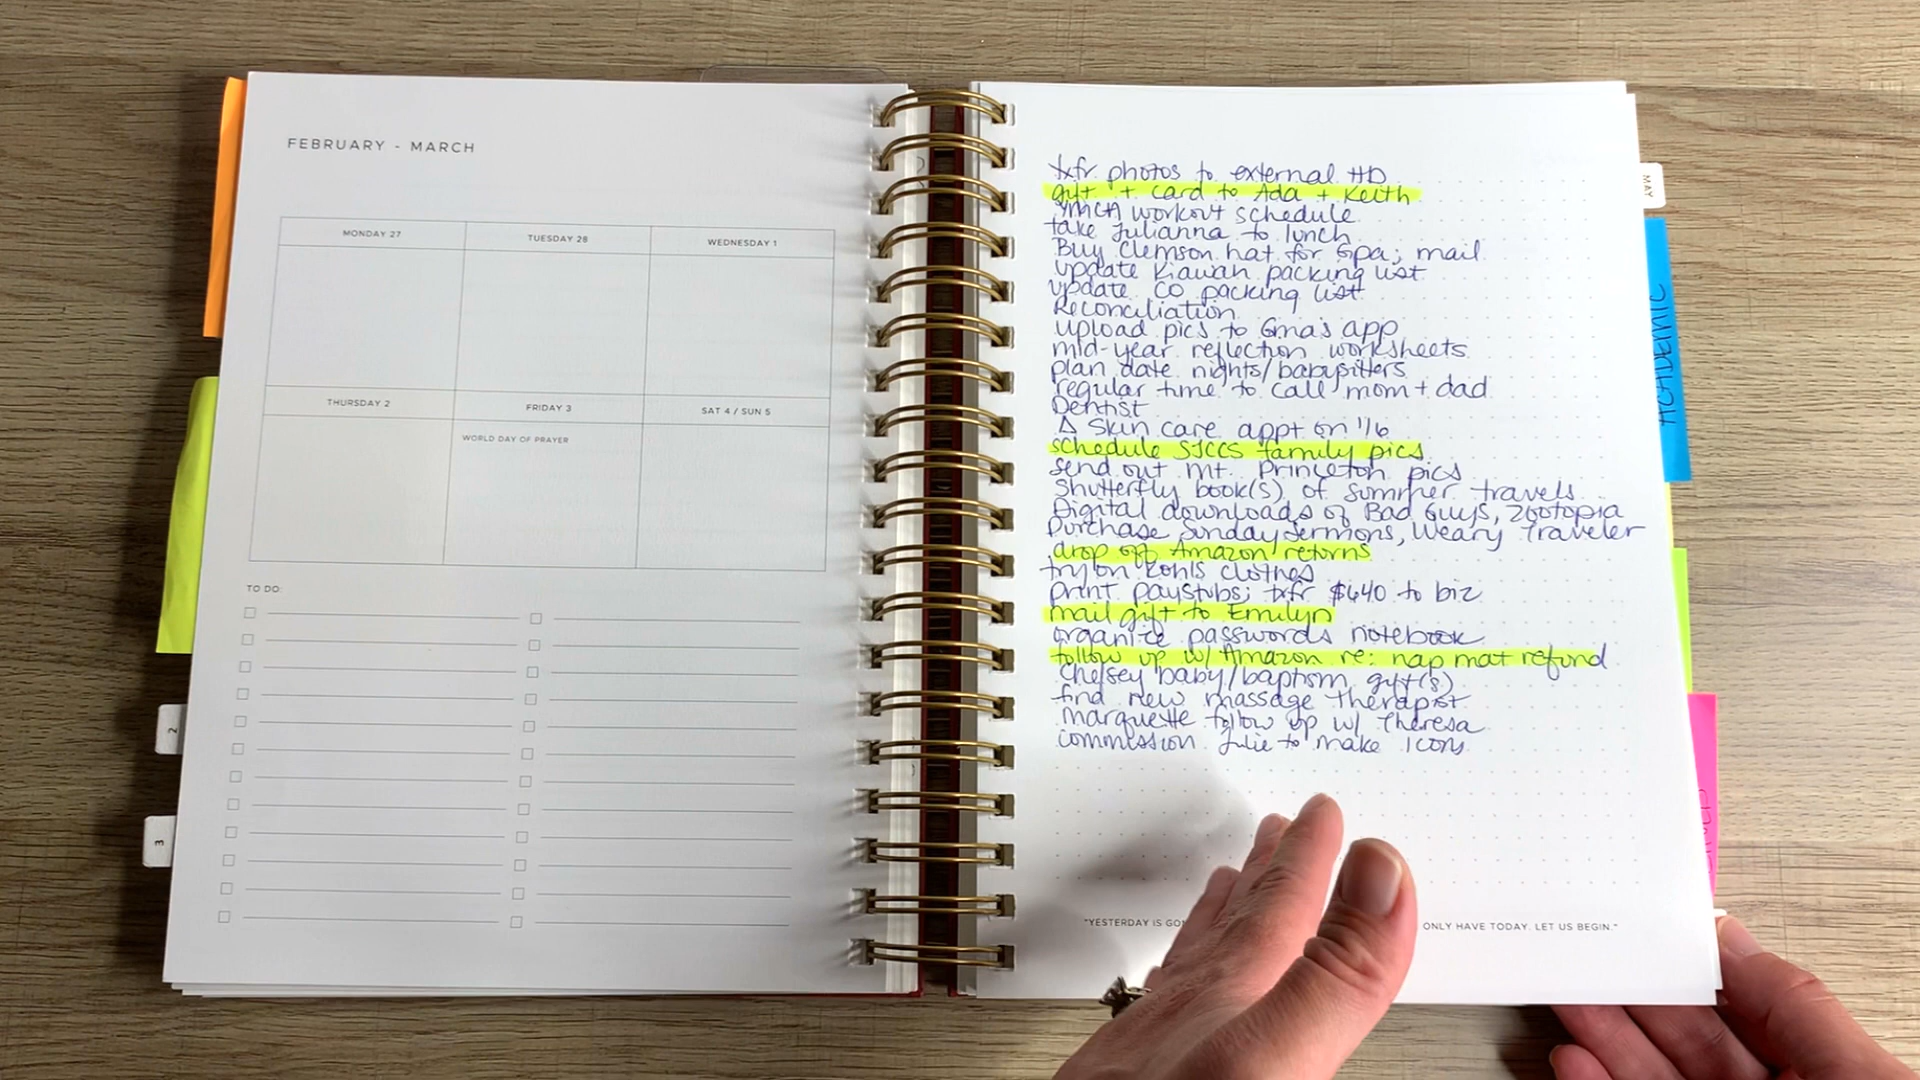 FEBRUARY - MARCH
MONDAY 27
TUESDAY 28
WEDNESDAY 1
THURSDAY 2
FRIDAY 3
SAT 4 / SUN 5
WORLD DAY OF PRAYER
TO DO:
2
3
txfr photos to external HD
gift + card to Ada + Keith
YMCA workout schedule
take Julianna to lunch
Buy Clemson hat for Gpa; mail
update Kiawah packing list
update CO packing list
Reconciliation
upload pics to Gma's app
mid-year reflection worksheets
plan date nights/babysitters
regular time to call mom + dad
Dentist
Δ skin care appt on 1/6
schedule SJCCS family pics
send out Mt. Princeton pics
Shutterfly book(s) of summer travels
Digital downloads of Bad Guys, Zootopia
Purchase Sunday Sermons, Weary Traveler
drop off Amazon returns
try on Kohls clothes
print paystubs; txfr $640 to biz
mail gift to Emilyn
organize passwords notebook
follow up w/ Amazon re: nap mat refund
Chelsey baby/baptism gift(s)
find new massage therapist
Marquette follow up w/ Theresa
commission Julie to make icons
"YESTERDAY IS ONLY HAVE TODAY. LET US BEGIN."
MAY
ACADEMIC